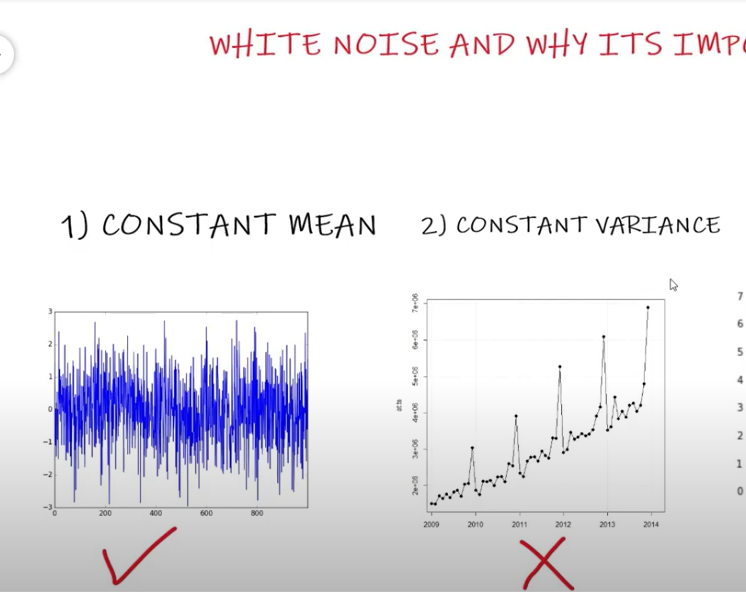 WHITE NOISE AND WHY ITS IMPO
1) CONSTANT MEAN
2) CONSTANT VARIANCE
3
2
1
0
−1
−2
−3
0 200 400 600 800
7e+06
6e+06
5e+06
4e+06
3e+06
2e+06
2009 2010 2011 2012 2013 2014
7
6
5
4
3
2
1
0